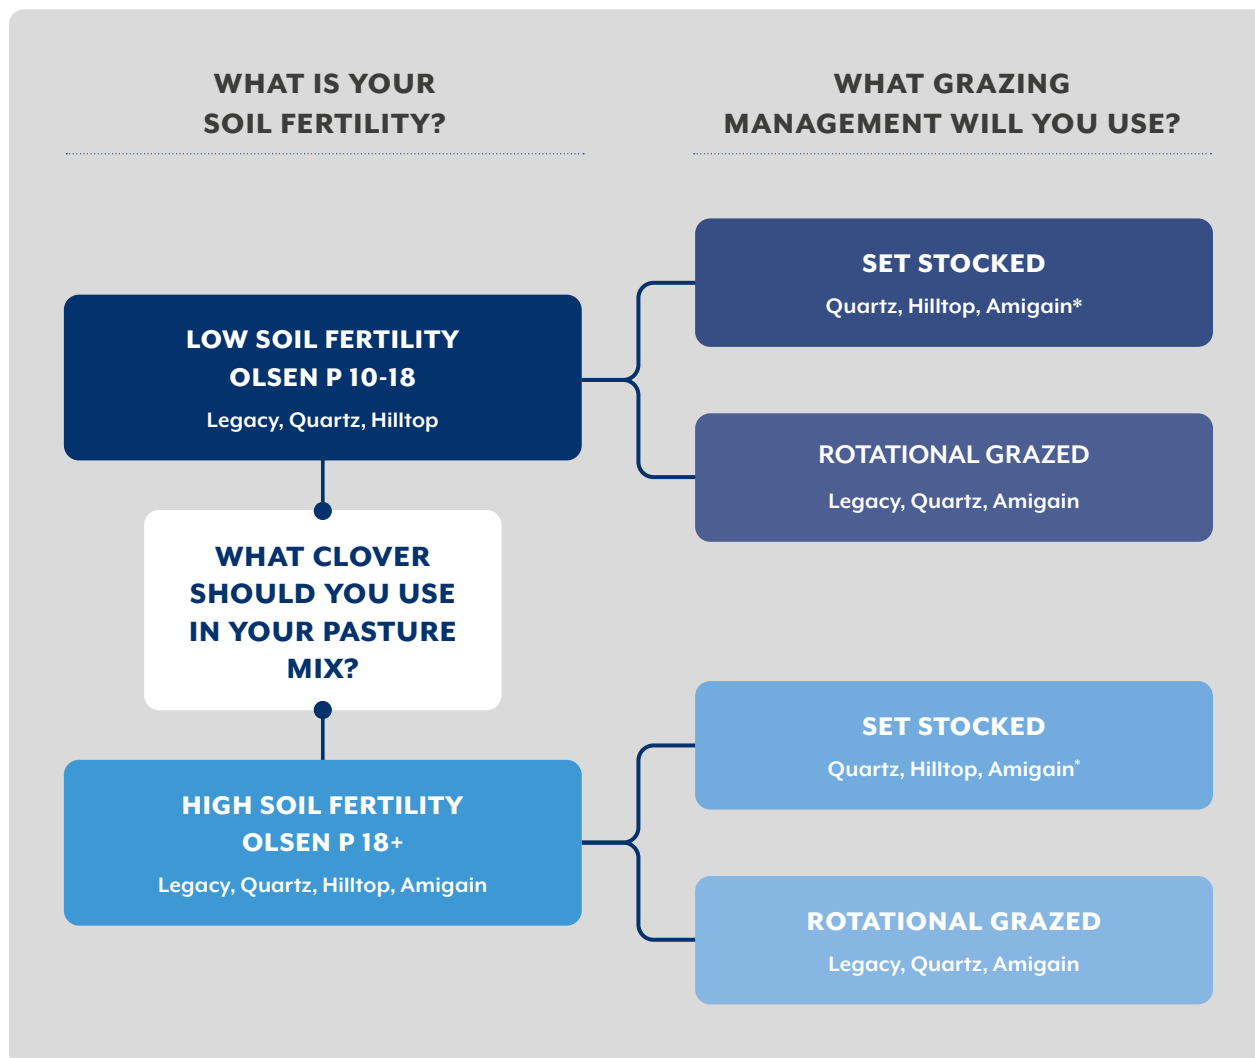 WHAT IS YOUR
SOIL FERTILITY?
WHAT GRAZING
MANAGEMENT WILL YOU USE?
LOW SOIL FERTILITY
OLSEN P 10-18
Legacy, Quartz, Hilltop
SET STOCKED
Quartz, Hilltop, Amigain*
ROTATIONAL GRAZED
Legacy, Quartz, Amigain
WHAT CLOVER
SHOULD YOU USE
IN YOUR PASTURE
MIX?
HIGH SOIL FERTILITY
OLSEN P 18+
Legacy, Quartz, Hilltop, Amigain
SET STOCKED
Quartz, Hilltop, Amigain*
ROTATIONAL GRAZED
Legacy, Quartz, Amigain